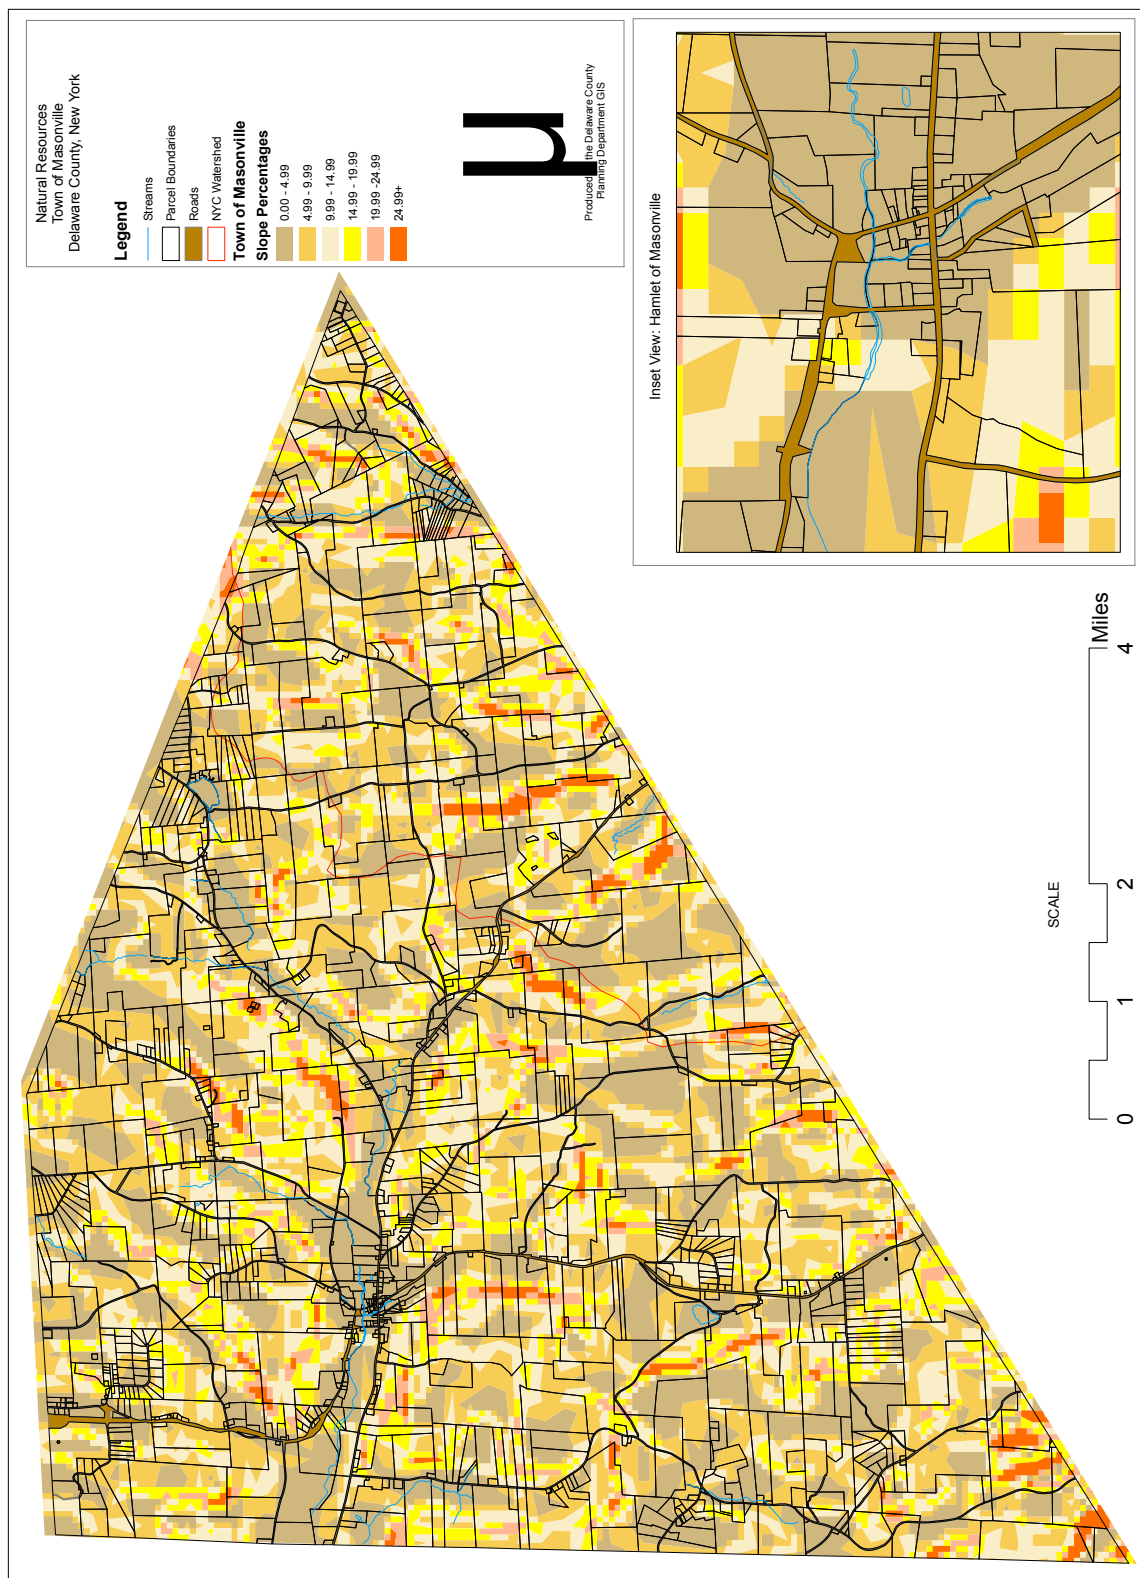 Natural Resources
Town of Masonville
Delaware County, New York
Legend
Streams
Parcel Boundaries
Roads
NYC Watershed
Town of Masonville
Slope Percentages
0.00 - 4.99
4.99 - 9.99
9.99 - 14.99
14.99 - 19.99
19.99 -24.99
24.99+
µ
Produced the Delaware County
Planning Department GIS
Inset View: Hamlet of Masonville
SCALE
0
1
2
4
Miles